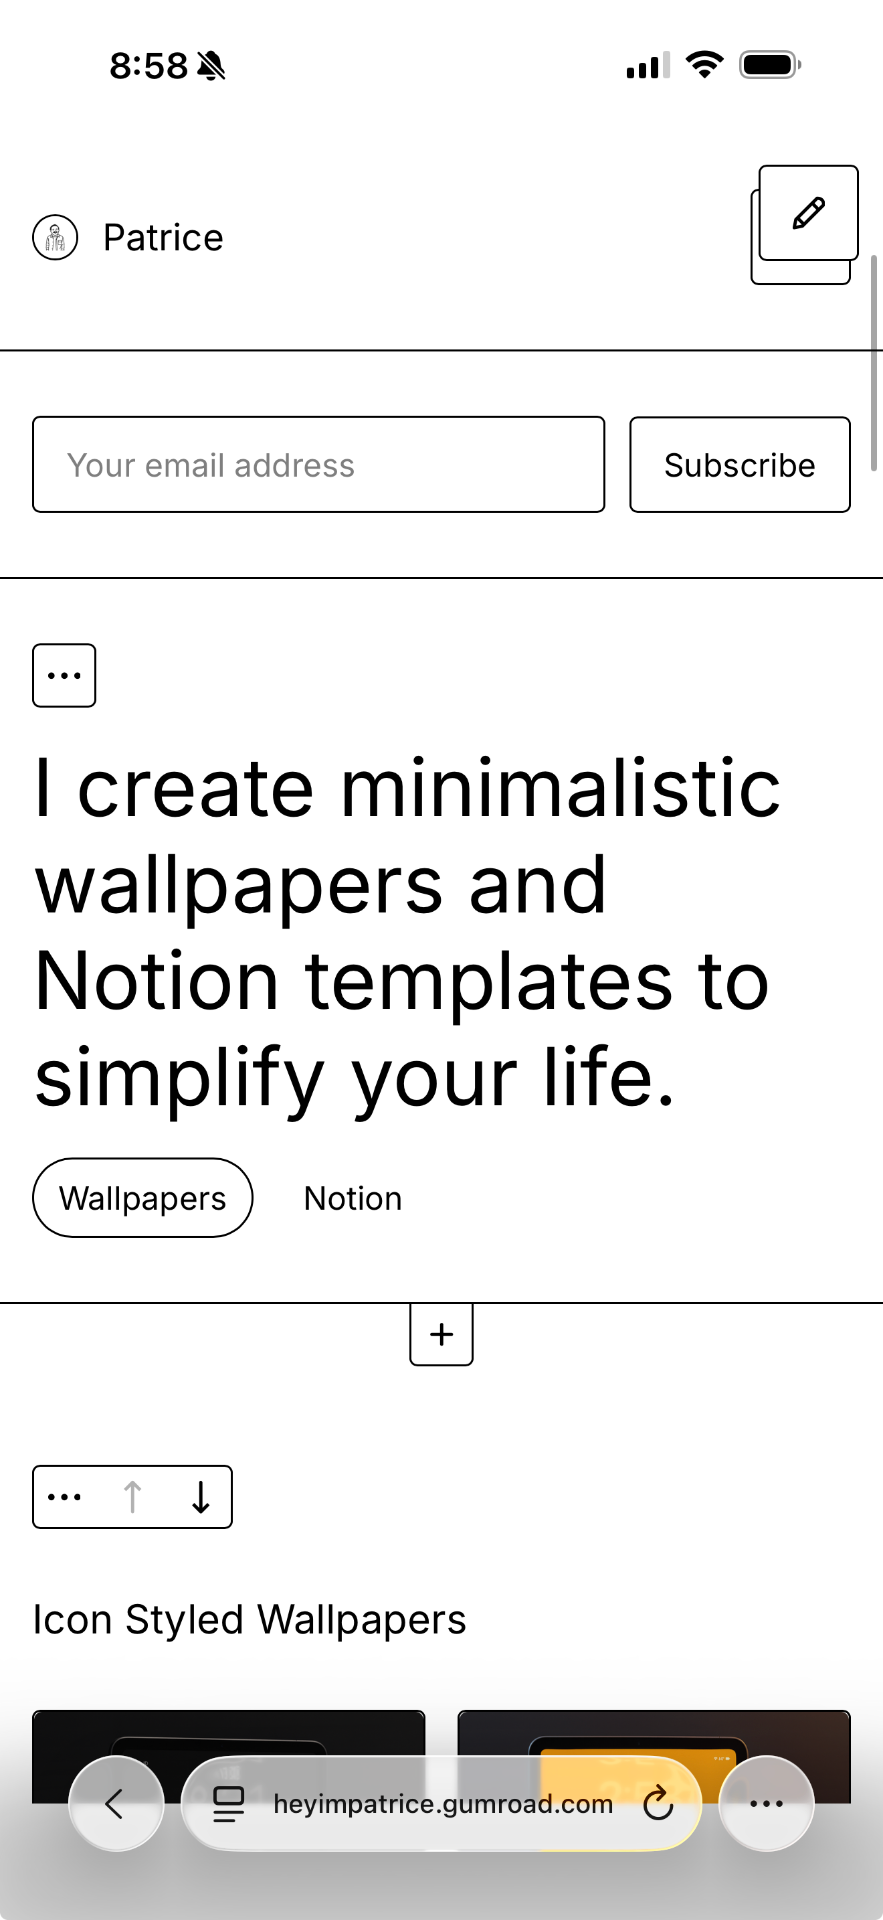 8:58
Patrice
Your email address
Subscribe
I create minimalistic
wallpapers and
Notion templates to
simplify your life.
Wallpapers
Notion
Icon Styled Wallpapers
heyimpatrice.gumroad.com